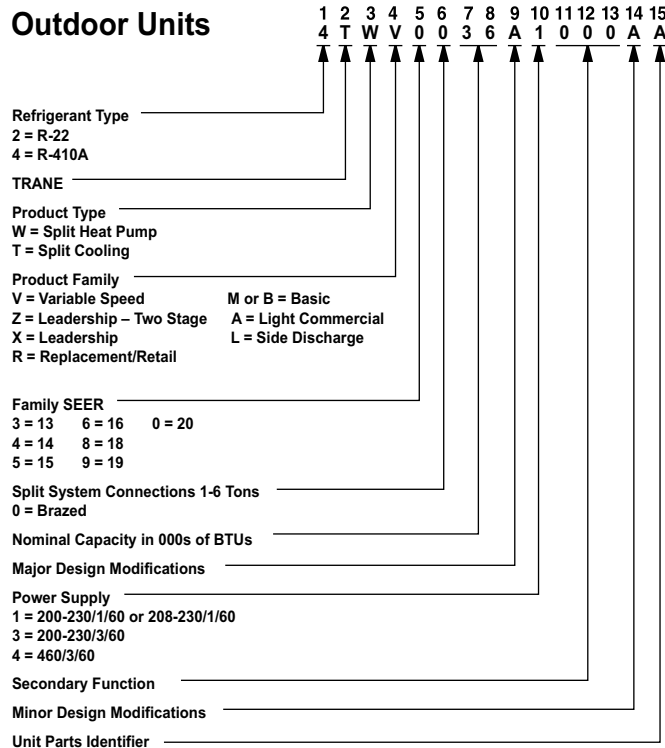 Outdoor Units
1 2 3 4 5 6 7 8 9 10 11 12 13 14 15
4 T W V 0 0 3 6 A 1 0 0 0 A A
Refrigerant Type
2 = R-22
4 = R-410A
TRANE
Product Type
W = Split Heat Pump
T = Split Cooling
Product Family
V = Variable Speed M or B = Basic
Z = Leadership – Two Stage A = Light Commercial
X = Leadership L = Side Discharge
R = Replacement/Retail
Family SEER
3 = 13 6 = 16 0 = 20
4 = 14 8 = 18
5 = 15 9 = 19
Split System Connections 1-6 Tons
0 = Brazed
Nominal Capacity in 000s of BTUs
Major Design Modifications
Power Supply
1 = 200-230/1/60 or 208-230/1/60
3 = 200-230/3/60
4 = 460/3/60
Secondary Function
Minor Design Modifications
Unit Parts Identifier